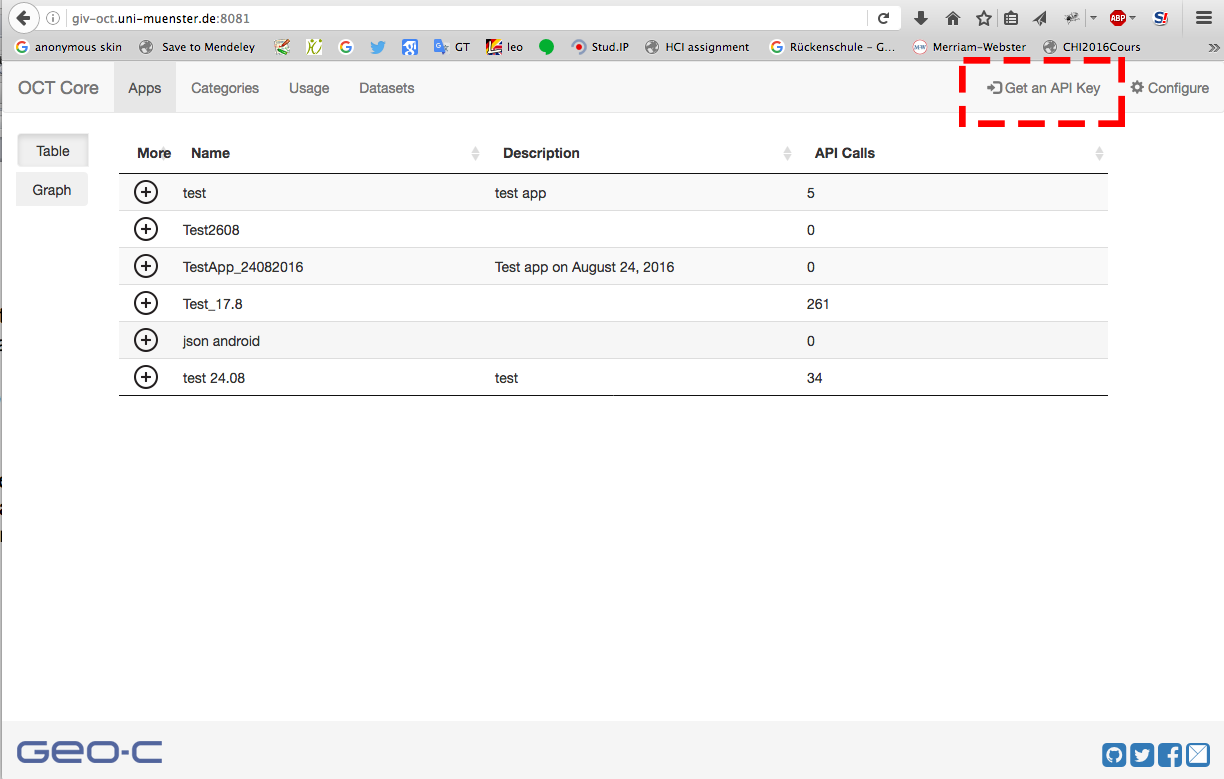 giv-oct.uni-muenster.de:8081
ABP
S!
anonymous skin Save to Mendeley GT leo Stud.IP HCI assignment Rückenschule – G... Merriam-Webster CHI2016Cours
OCT Core Apps Categories Usage Datasets Get an API Key Configure
Table
Graph
More Name Description API Calls
test test app 5
Test2608 0
TestApp_24082016 Test app on August 24, 2016 0
Test_17.8 261
json android 0
test 24.08 test 34
GEO-C